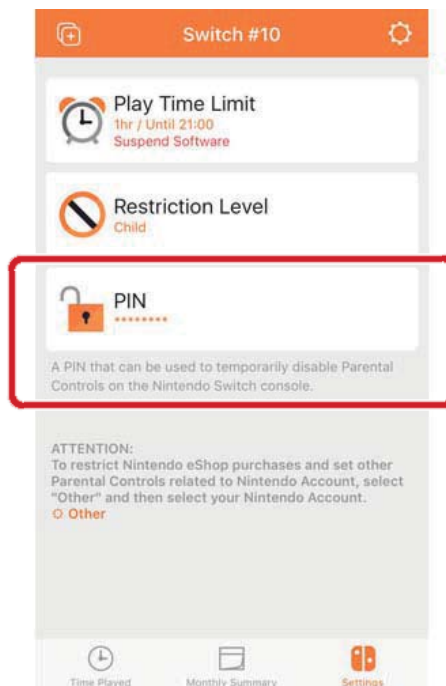 Switch #10
Play Time Limit
1hr / Until 21:00
Suspend Software
Restriction Level
Child
PIN
********
A PIN that can be used to temporarily disable Parental
Controls on the Nintendo Switch console.
ATTENTION:
To restrict Nintendo eShop purchases and set other
Parental Controls related to Nintendo Account, select
"Other" and then select your Nintendo Account.
Other
Time Played Monthly Summary Settings